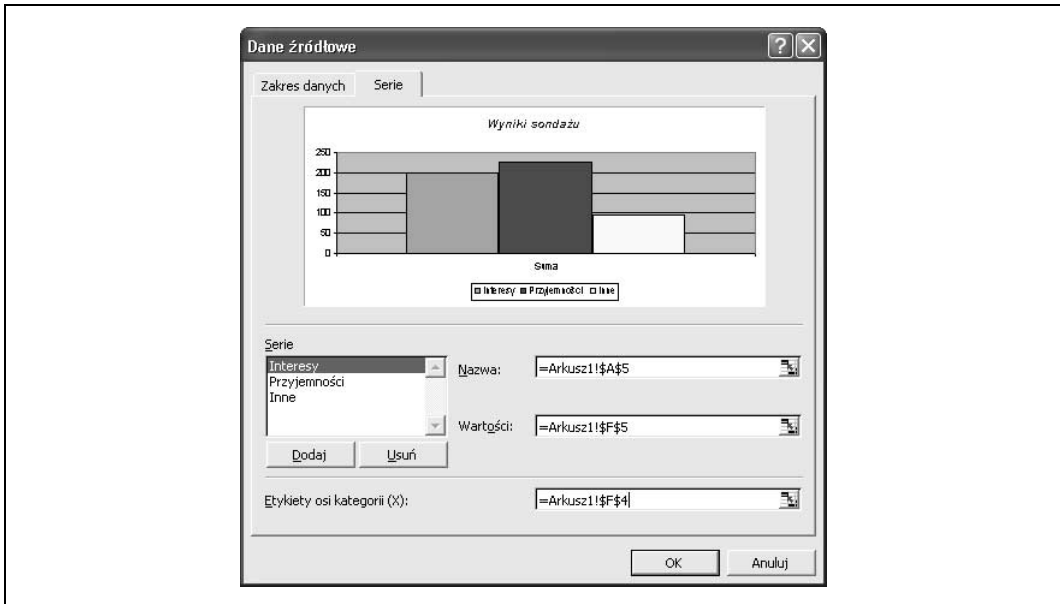 Dane źródłowe
Zakres danych Serie
Wyniki sondażu
250
200
150
100
50
0
Suma
Interesy Przyjemności Inne
Serie
Interesy
Przyjemności
Inne
Nazwa: =Arkusz1!$A$5
Wartości: =Arkusz1!$F$5
Dodaj Usuń
Etykiety osi kategorii (X): =Arkusz1!$F$4
OK Anuluj